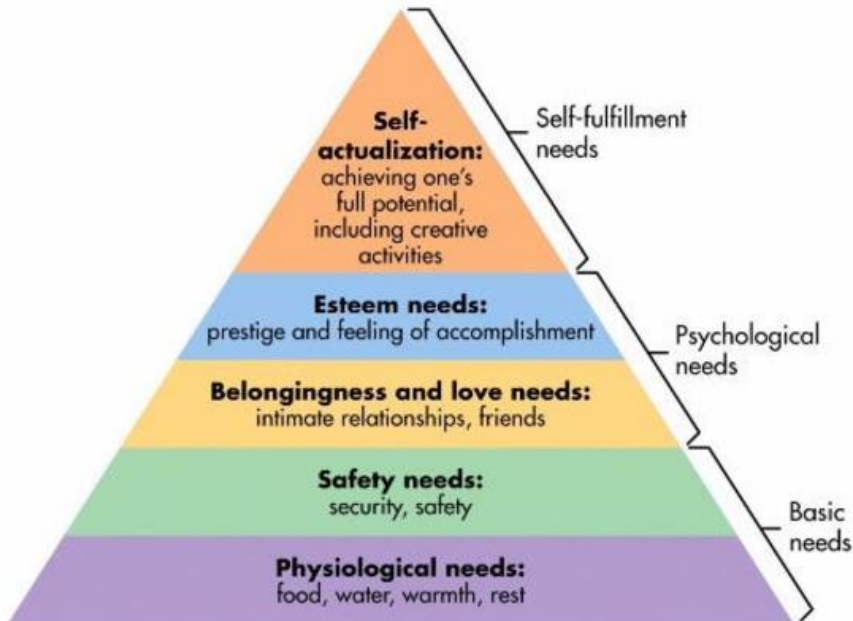 Self-
actualization:
achieving one's
full potential,
including creative
activities
Self-fulfillment
needs
Esteem needs:
prestige and feeling of accomplishment
Psychological
needs
Belongingness and love needs:
intimate relationships, friends
Safety needs:
security, safety
Basic
needs
Physiological needs:
food, water, warmth, rest